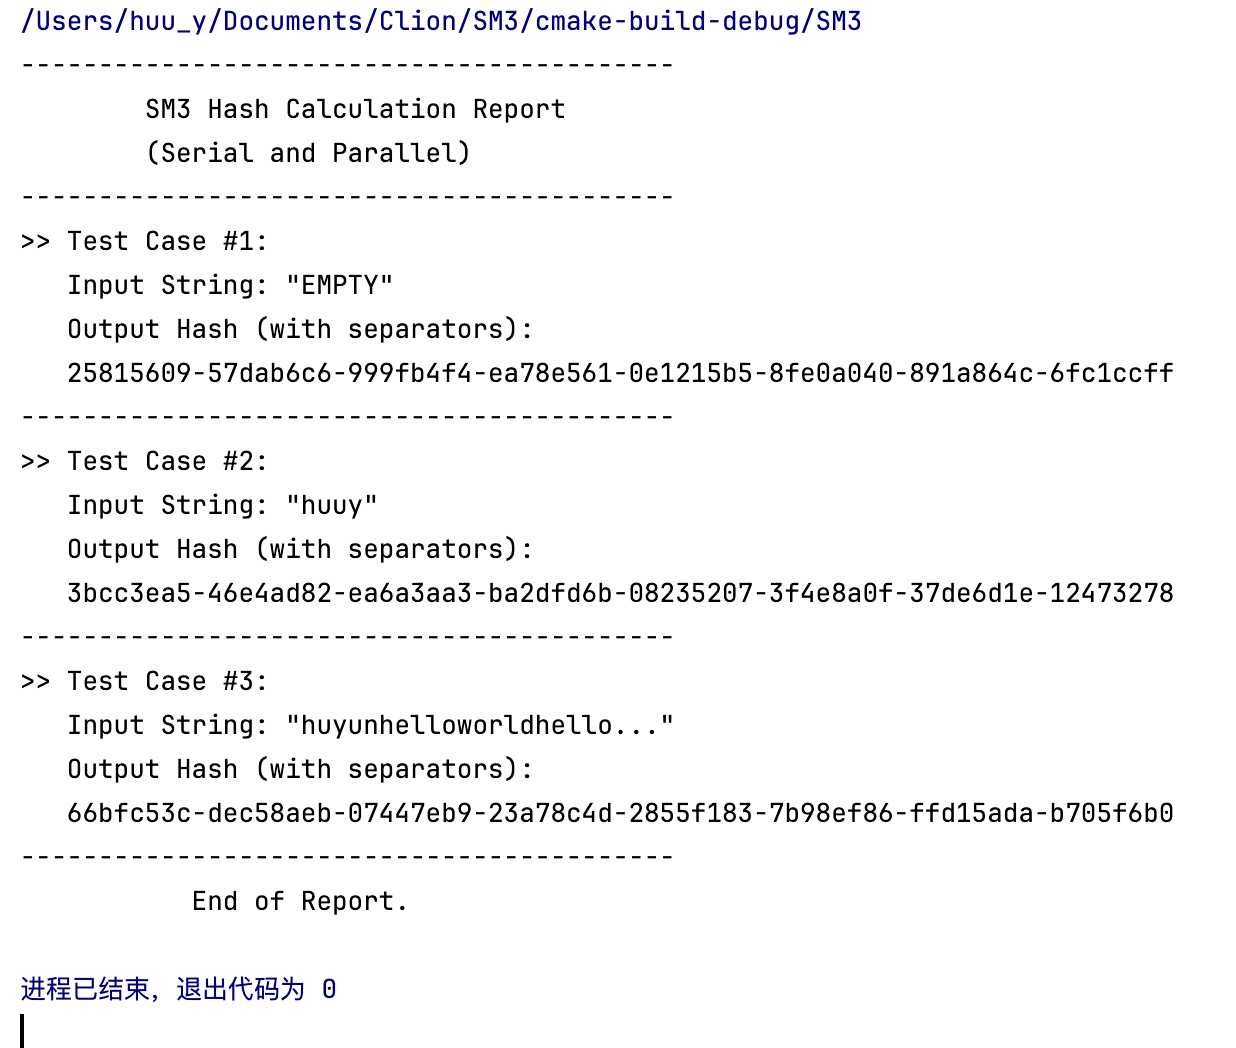 /Users/huu_y/Documents/Clion/SM3/cmake-build-debug/SM3
------------------------------------------
SM3 Hash Calculation Report
(Serial and Parallel)
------------------------------------------
>> Test Case #1:
Input String: "EMPTY"
Output Hash (with separators):
25815609-57dab6c6-999fb4f4-ea78e561-0e1215b5-8fe0a040-891a864c-6fc1ccff
------------------------------------------
>> Test Case #2:
Input String: "huuy"
Output Hash (with separators):
3bcc3ea5-46e4ad82-ea6a3aa3-ba2dfd6b-08235207-3f4e8a0f-37de6d1e-12473278
------------------------------------------
>> Test Case #3:
Input String: "huyunhelloworldhello..."
Output Hash (with separators):
66bfc53c-dec58aeb-07447eb9-23a78c4d-2855f183-7b98ef86-ffd15ada-b705f6b0
------------------------------------------
End of Report.
进程已结束，退出代码为 0